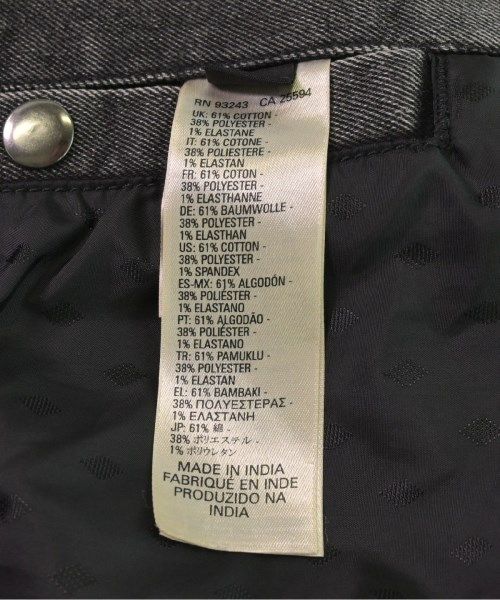 RN 93243 CA 25594
UK: 61% COTTON -
38% POLYESTER -
1% ELASTANE
IT: 61% COTONE -
38% POLIESTERE -
1% ELASTAN
FR: 61% COTON -
38% POLYESTER -
1% ELASTHANNE
DE: 61% BAUMWOLLE -
38% POLYESTER -
1% ELASTHAN
US: 61% COTTON -
38% POLYESTER -
1% SPANDEX
ES-MX: 61% ALGODÓN -
38% POLIÉSTER -
1% ELASTANO
PT: 61% ALGODÃO -
38% POLIÉSTER -
1% ELASTANO
TR: 61% PAMUKLU -
38% POLYESTER -
1% ELASTAN
EL: 61% BAMBAKI -
38% ΠΟΛΥΕΣΤΕΡΑΣ -
1% ΕΛΑΣΤΑΝΗ
JP: 61% 綿 -
38% ポリエステル -
1% ポリウレタン
MADE IN INDIA
FABRIQUÉ EN INDE
PRODUZIDO NA
INDIA